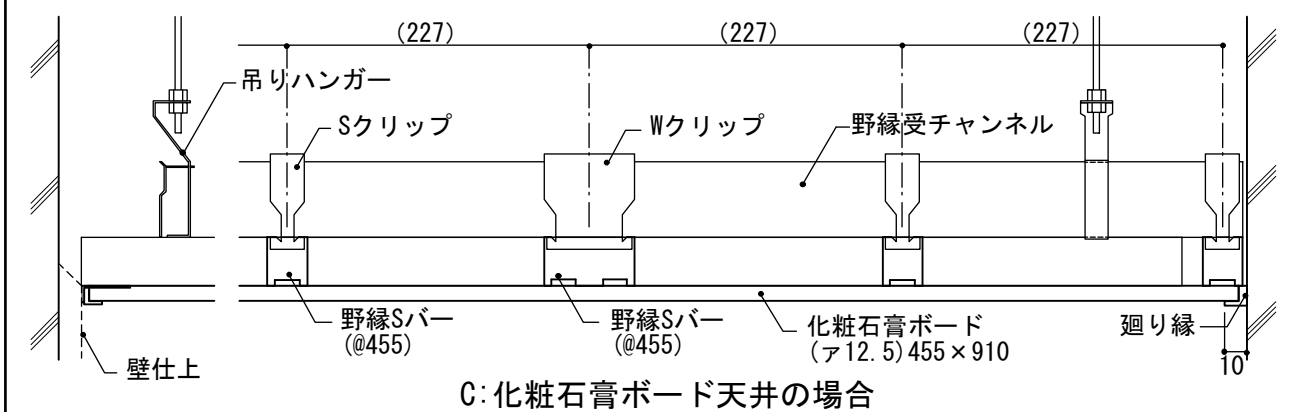 (227) (227) (227)
吊りハンガー
Sクリップ Wクリップ 野縁受チャンネル
野縁Sバー
(@455)
野縁Sバー
(@455)
化粧石膏ボード
(ァ12.5)455×910
廻り縁
10
壁仕上
C:化粧石膏ボード天井の場合